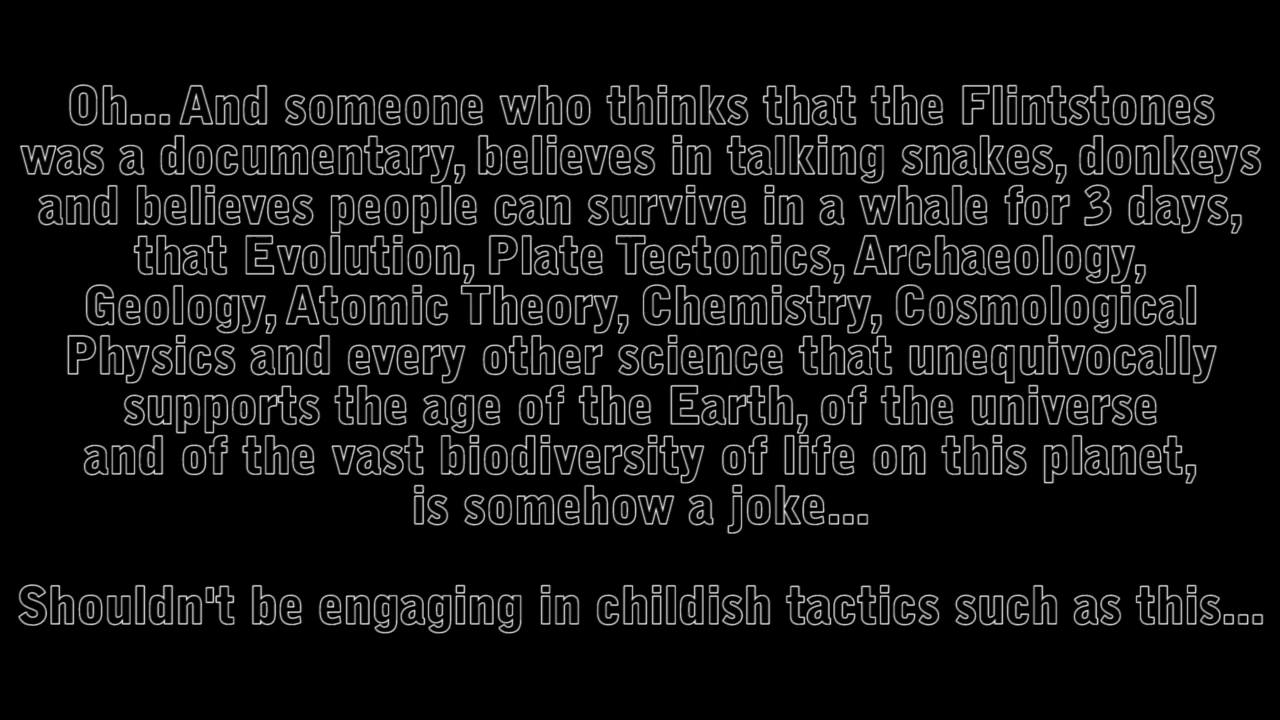 Oh... And someone who thinks that the Flintstones
was a documentary, believes in talking snakes, donkeys
and believes people can survive in a whale for 3 days,
that Evolution, Plate Tectonics, Archaeology,
Geology, Atomic Theory, Chemistry, Cosmological
Physics and every other science that unequivocally
supports the age of the Earth, of the universe
and of the vast biodiversity of life on this planet,
is somehow a joke...
Shouldn't be engaging in childish tactics such as this...